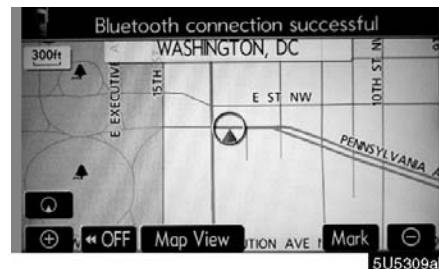 Bluetooth connection successful
300ft
WASHINGTON, DC
E EXECUTIVE A
15TH S
10TH ST N
E ST NW
PENNSYLVANIA A
OFF
Map View
UTION AVE N
Mark
5U5309a